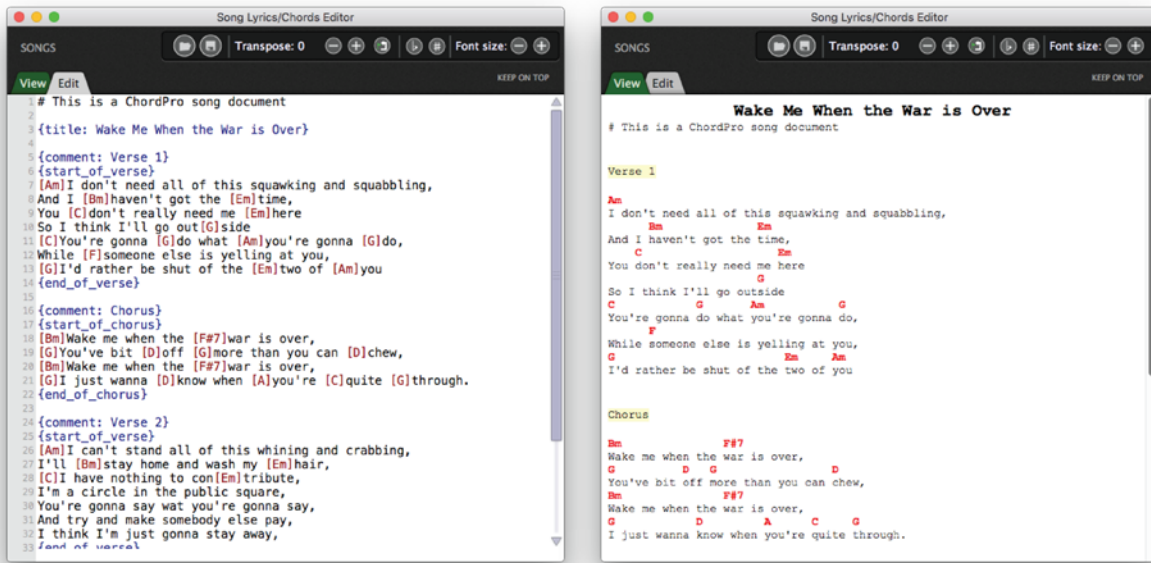 Song Lyrics/Chords Editor
SONGS
Transpose: 0
Font size:
View Edit
KEEP ON TOP
1 # This is a ChordPro song document
2
3 {title: Wake Me When the War is Over}
4
5 {comment: Verse 1}
6 {start_of_verse}
7 [Am]I don't need all of this squawking and squabbling,
8 And I [Bm]haven't got the [Em]time,
9 You [C]don't really need me [Em]here
10 So I think I'll go out[G]side
11 [C]You're gonna [G]do what [Am]you're gonna [G]do,
12 While [F]someone else is yelling at you,
13 [G]I'd rather be shut of the [Em]two of [Am]you
14 {end_of_verse}
15
16 {comment: Chorus}
17 {start_of_chorus}
18 [Bm]Wake me when the [F#7]war is over,
19 [G]You've bit [D]off [G]more than you can [D]chew,
20 [Bm]Wake me when the [F#7]war is over,
21 [G]I just wanna [D]know when [A]you're [C]quite [G]through.
22 {end_of_chorus}
23
24 {comment: Verse 2}
25 {start_of_verse}
26 [Am]I can't stand all of this whining and crabbing,
27 I'll [Bm]stay home and wash my [Em]hair,
28 [C]I have nothing to con[Em]tribute,
29 I'm a circle in the public square,
30 You're gonna say wat you're gonna say,
31 And try and make somebody else pay,
32 I think I'm just gonna stay away,
33 {end_of_verse}
Song Lyrics/Chords Editor
SONGS
Transpose: 0
Font size:
View Edit
KEEP ON TOP
Wake Me When the War is Over
# This is a ChordPro song document
Verse 1
Am
I don't need all of this squawking and squabbling,
Bm Em
And I haven't got the time,
C Em
You don't really need me here
G
So I think I'll go outside
C G Am G
You're gonna do what you're gonna do,
F
While someone else is yelling at you,
G Em Am
I'd rather be shut of the two of you
Chorus
Bm F#7
Wake me when the war is over,
G D G D
You've bit off more than you can chew,
Bm F#7
Wake me when the war is over,
G D A C G
I just wanna know when you're quite through.